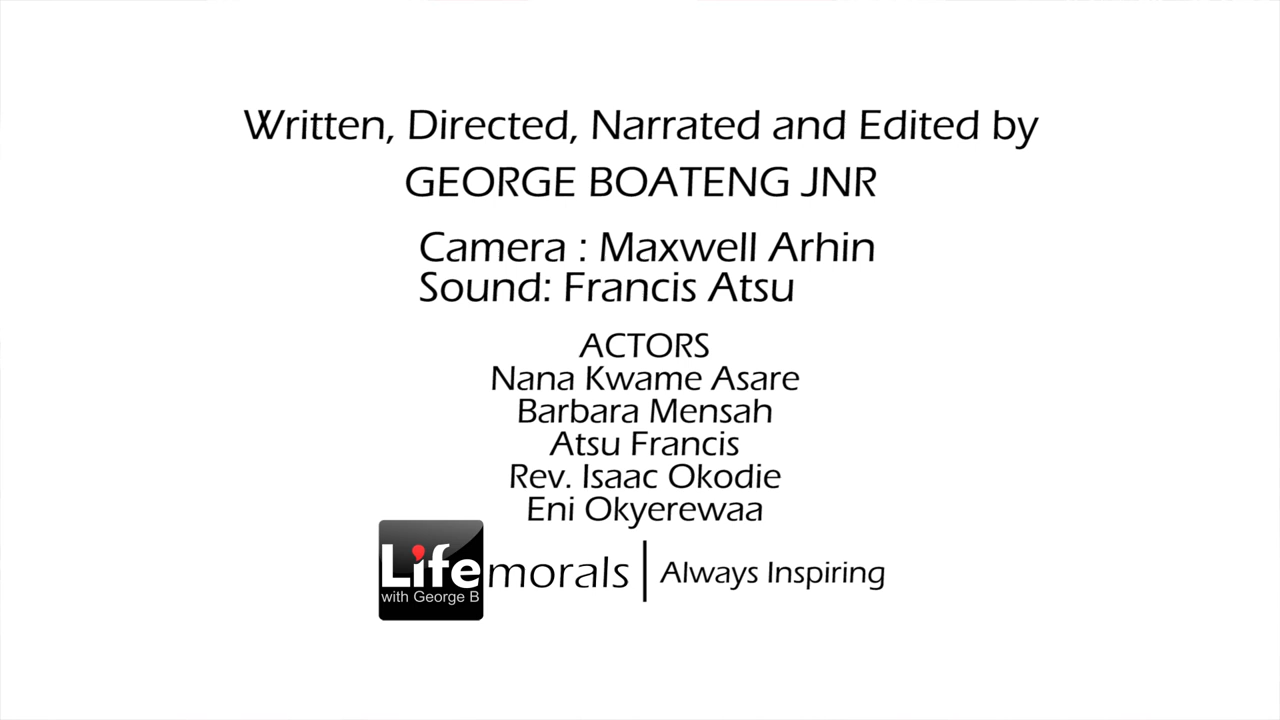 Written, Directed, Narrated and Edited by
GEORGE BOATENG JNR
Camera : Maxwell Arhin
Sound: Francis Atsu
ACTORS
Nana Kwame Asare
Barbara Mensah
Atsu Francis
Rev. Isaac Okodie
Eni Okyerewaa
Lifemorals | Always Inspiring
with George B